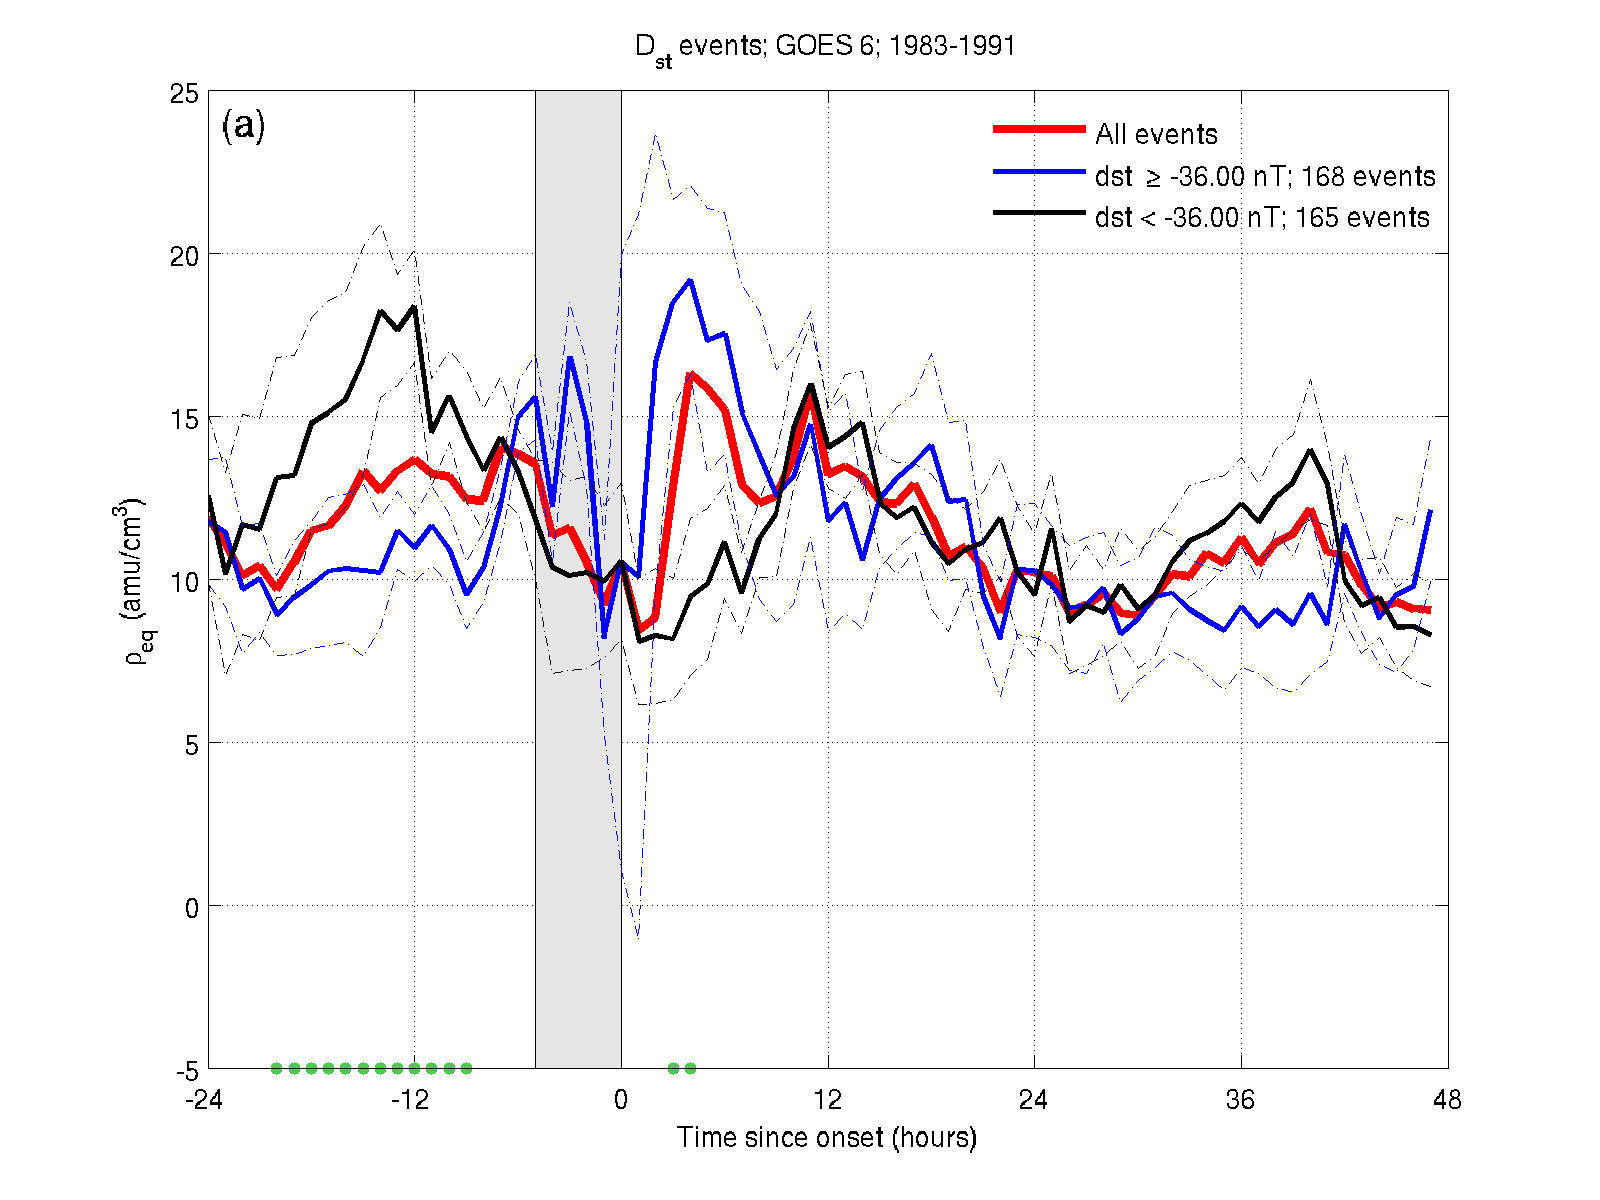 D_st events; GOES 6; 1983-1991
(a)
All events
dst ≥ -36.00 nT; 168 events
dst < -36.00 nT; 165 events
25
20
15
10
5
0
-5
ρ_eq (amu/cm^3)
-24 -12 0 12 24 36 48
Time since onset (hours)